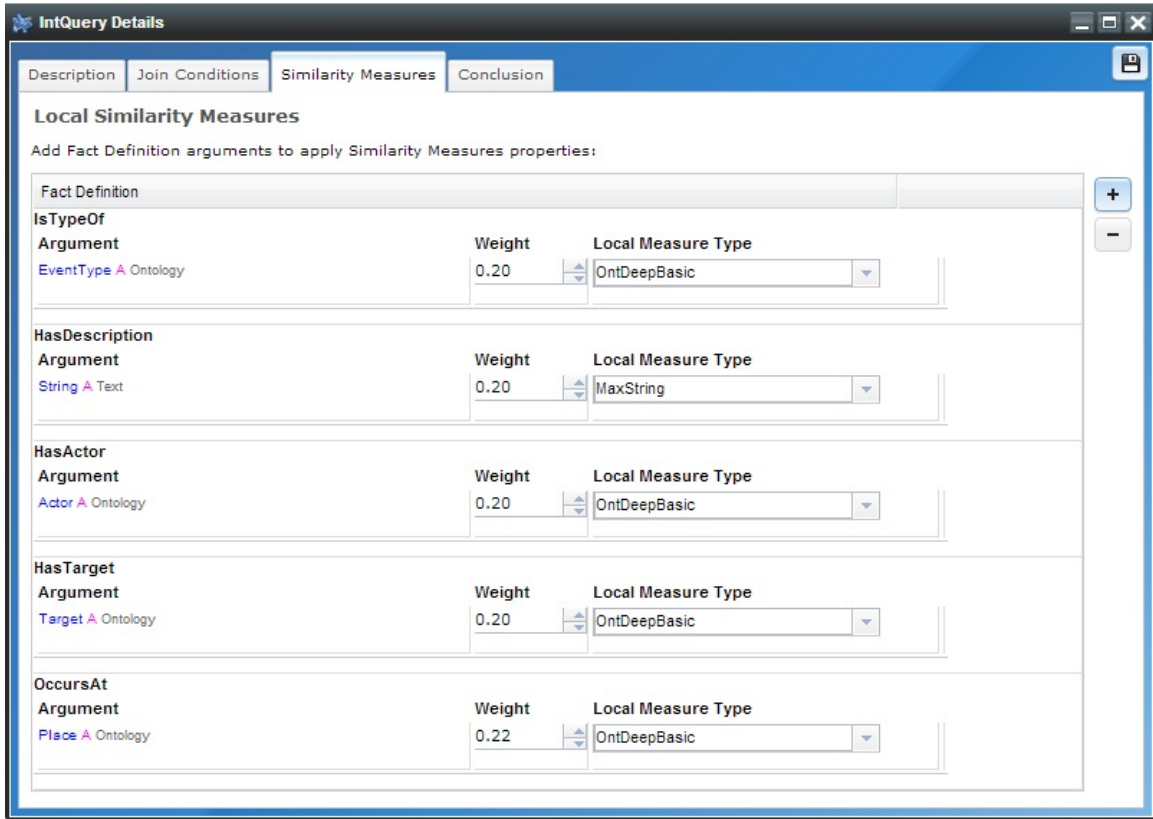 IntQuery Details
Description Join Conditions Similarity Measures Conclusion
Local Similarity Measures
Add Fact Definition arguments to apply Similarity Measures properties:
Fact Definition
+
IsTypeOf
Argument Weight Local Measure Type
−
EventType A Ontology 0.20 OntDeepBasic
HasDescription
Argument Weight Local Measure Type
String A Text 0.20 MaxString
HasActor
Argument Weight Local Measure Type
Actor A Ontology 0.20 OntDeepBasic
HasTarget
Argument Weight Local Measure Type
Target A Ontology 0.20 OntDeepBasic
OccursAt
Argument Weight Local Measure Type
Place A Ontology 0.22 OntDeepBasic